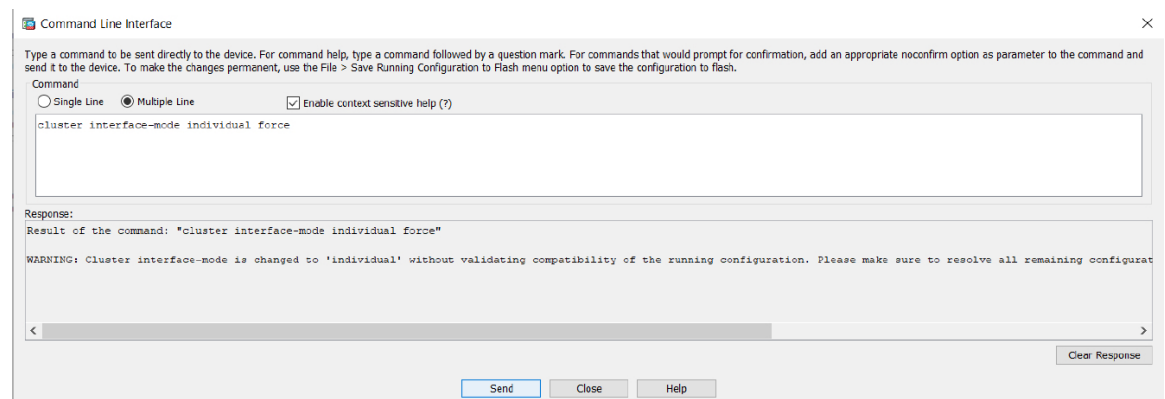 Command Line Interface
Type a command to be sent directly to the device. For command help, type a command followed by a question mark. For commands that would prompt for confirmation, add an appropriate noconfirm option as parameter to the command and
send it to the device. To make the changes permanent, use the File > Save Running Configuration to Flash menu option to save the configuration to flash.
Command
Single Line Multiple Line Enable context sensitive help (?)
cluster interface-mode individual force
Response:
Result of the command: "cluster interface-mode individual force"
WARNING: Cluster interface-mode is changed to 'individual' without validating compatibility of the running configuration. Please make sure to resolve all remaining configurat
Clear Response
Send Close Help